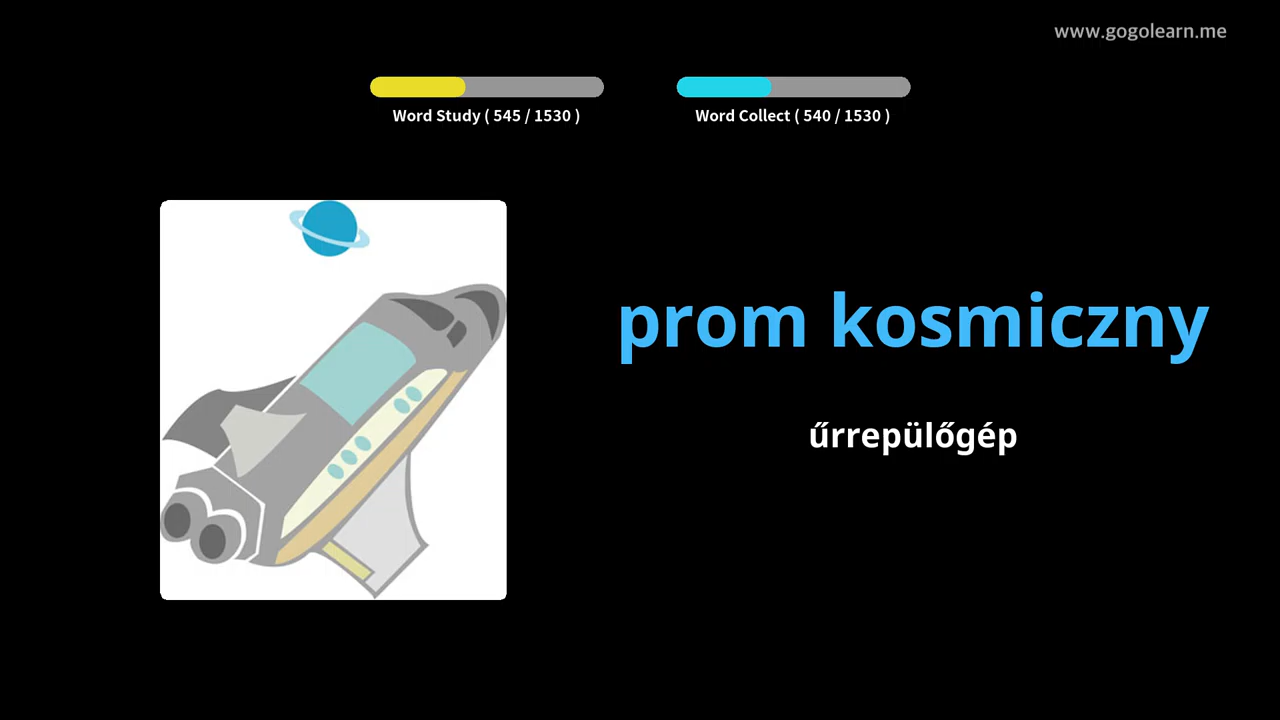 www.gogolearn.me
Word Study ( 545 / 1530 )
Word Collect ( 540 / 1530 )
prom kosmiczny
űrrepülőgép